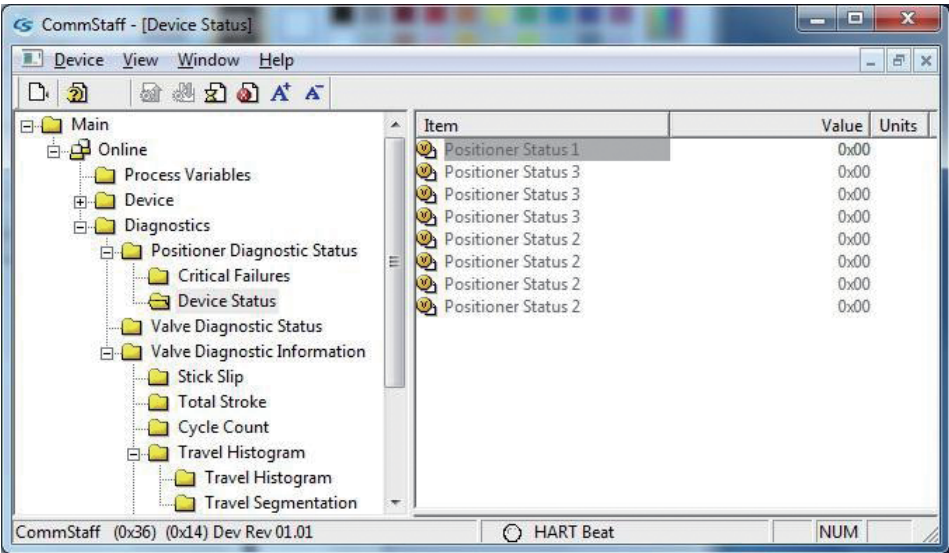 CommStaff - [Device Status]
Device View Window Help
Main
Online
Process Variables
Device
Diagnostics
Positioner Diagnostic Status
Critical Failures
Device Status
Valve Diagnostic Status
Valve Diagnostic Information
Stick Slip
Total Stroke
Cycle Count
Travel Histogram
Travel Histogram
Travel Segmentation
Item Value Units
Positioner Status 1 0x00
Positioner Status 3 0x00
Positioner Status 3 0x00
Positioner Status 3 0x00
Positioner Status 2 0x00
Positioner Status 2 0x00
Positioner Status 2 0x00
Positioner Status 2 0x00
CommStaff (0x36) (0x14) Dev Rev 01.01 HART Beat NUM